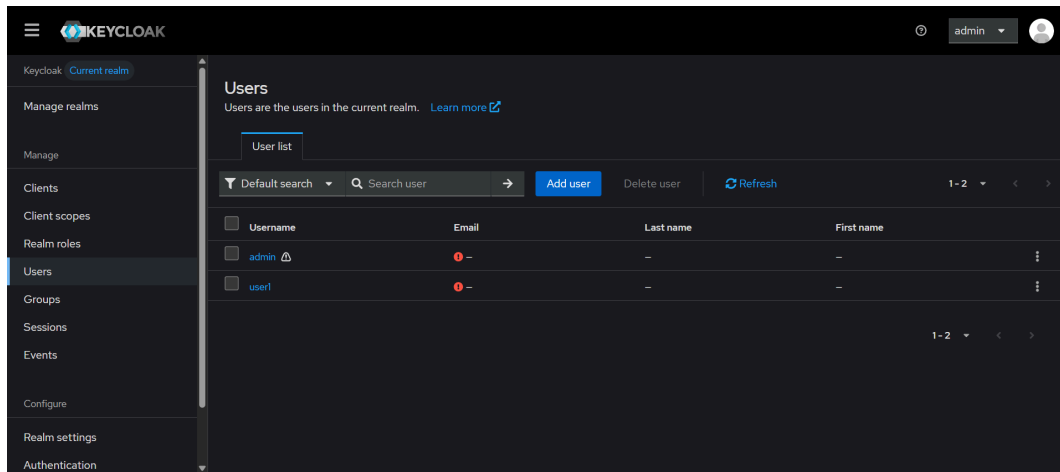 KEYCLOAK
admin
Keycloak Current realm
Manage realms
Manage
Clients
Client scopes
Realm roles
Users
Groups
Sessions
Events
Configure
Realm settings
Authentication
Users
Users are the users in the current realm. Learn more
User list
Default search Search user Add user Delete user Refresh 1 - 2
Username Email Last name First name
admin – – –
user1 – – –
1 - 2